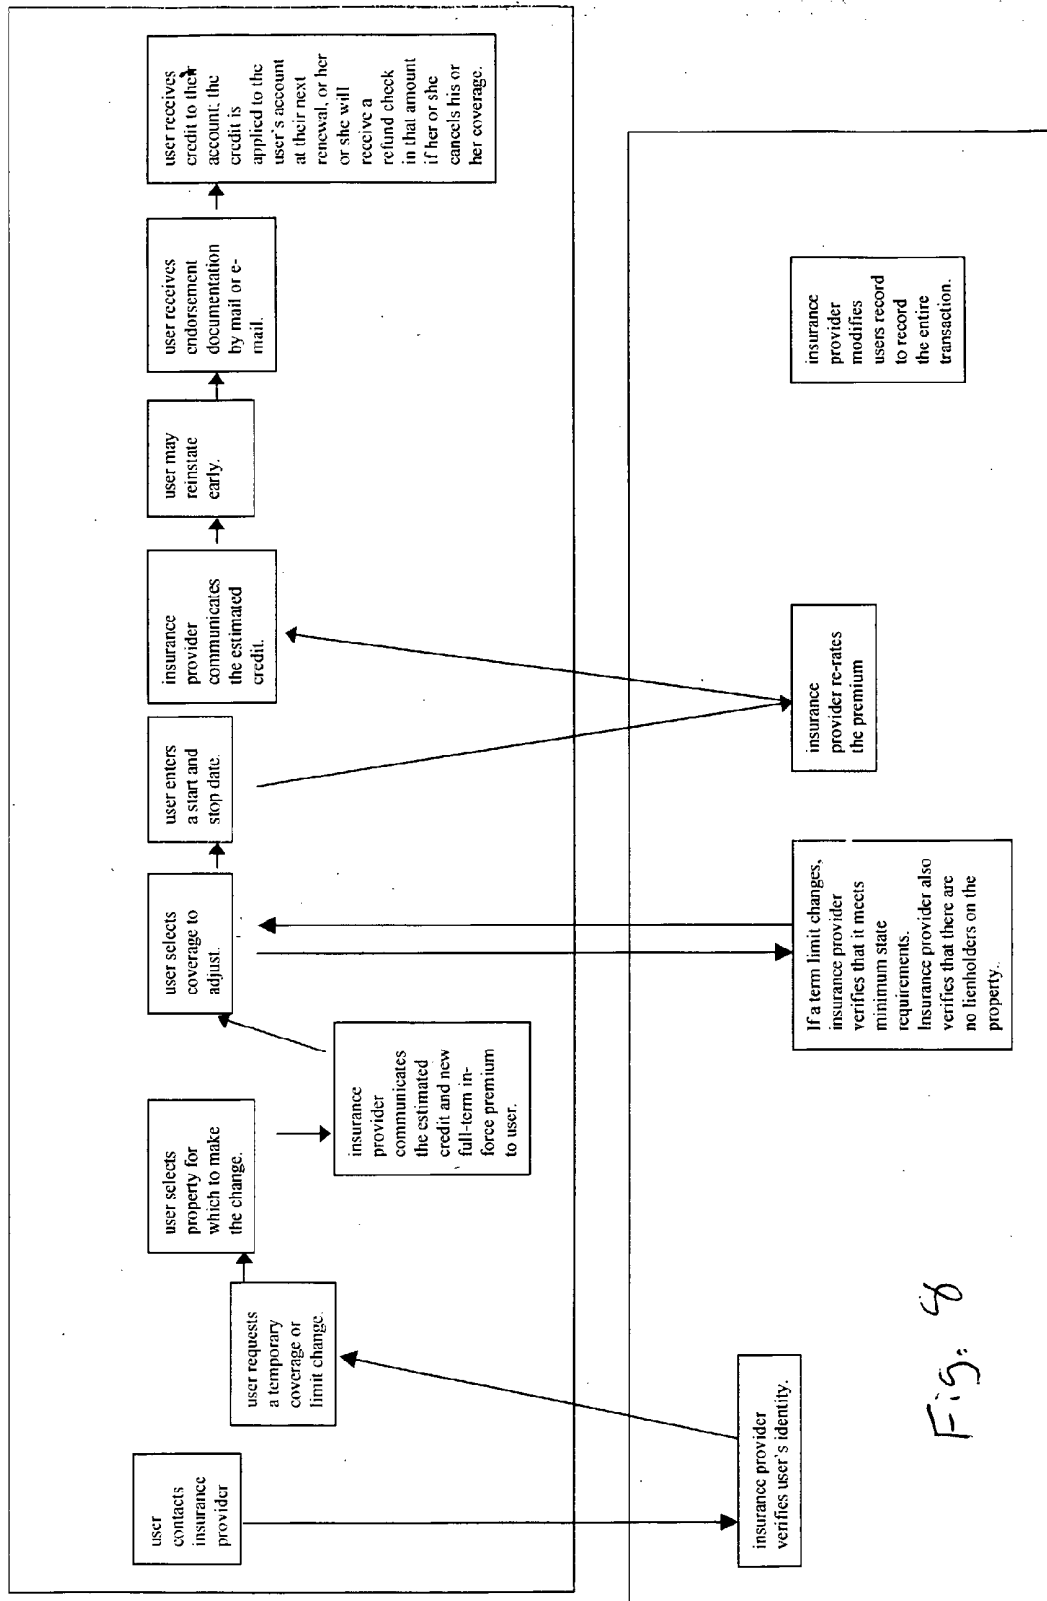 user
contacts
insurance
provider
insurance provider
verifies user's identity.
user requests
a temporary
coverage or
limit change.
user selects
property for
which to make
the change.
insurance
provider
communicates
the estimated
credit and new
full-term in-
force premium
to user.
user selects
coverage to
adjust.
If a term limit changes,
insurance provider
verifies that it meets
minimum state
requirements.
Insurance provider also
verifies that there are
no lienholders on the
property.
user enters
a start and
stop date.
insurance
provider re-rates
the premium
insurance
provider
communicates
the estimated
credit.
user may
reinstate
early.
user receives
endorsement
documentation
by mail or e-
mail.
user receives
credit to their
account; the
credit is
applied to the
user's account
at their next
renewal, or her
or she will
receive a
refund check
in that amount
if her or she
cancels his or
her coverage.
insurance
provider
modifies
users record
to record
the entire
transaction.
Fig. 8